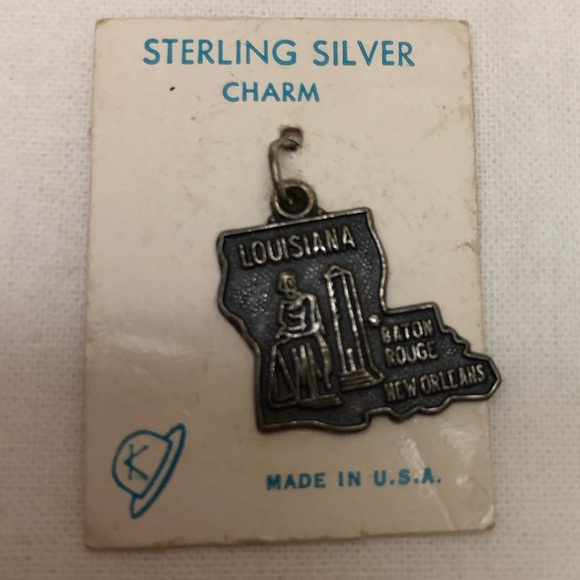 STERLING SILVER
CHARM
LOUISIANA
BATON
ROUGE
NEW ORLEANS
K
MADE IN U.S.A.